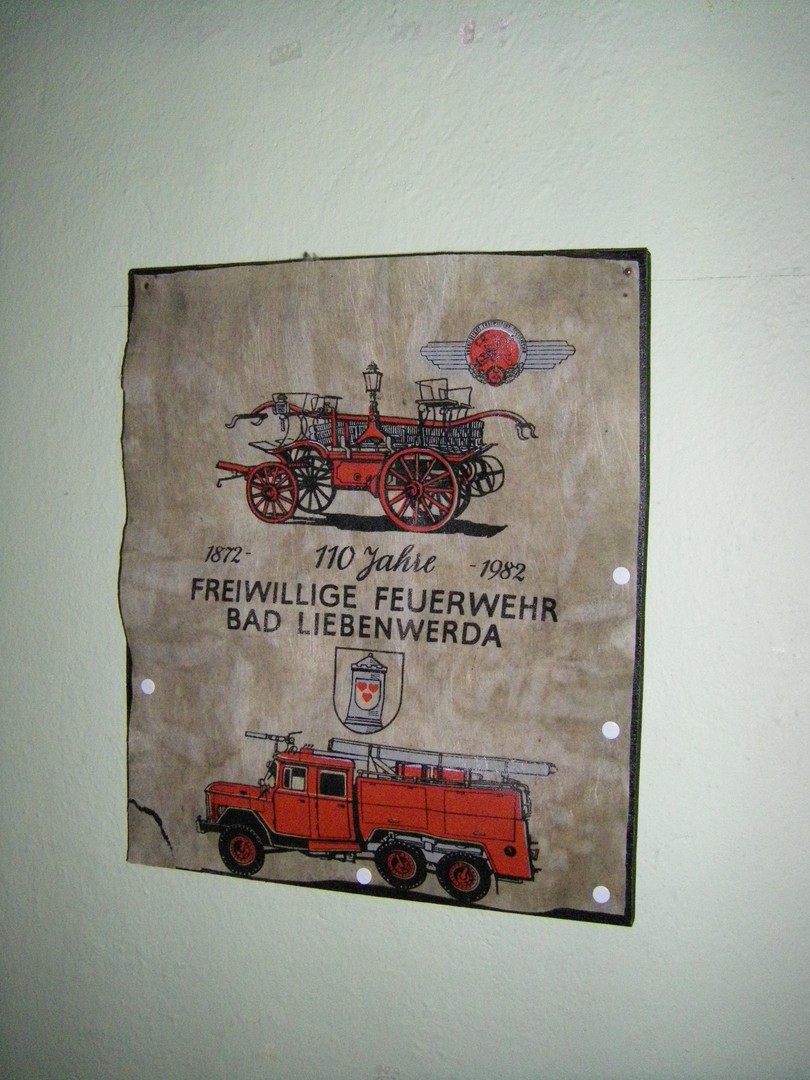 1872- 110 Jahre -1982
FREIWILLIGE FEUERWEHR
BAD LIEBENWERDA